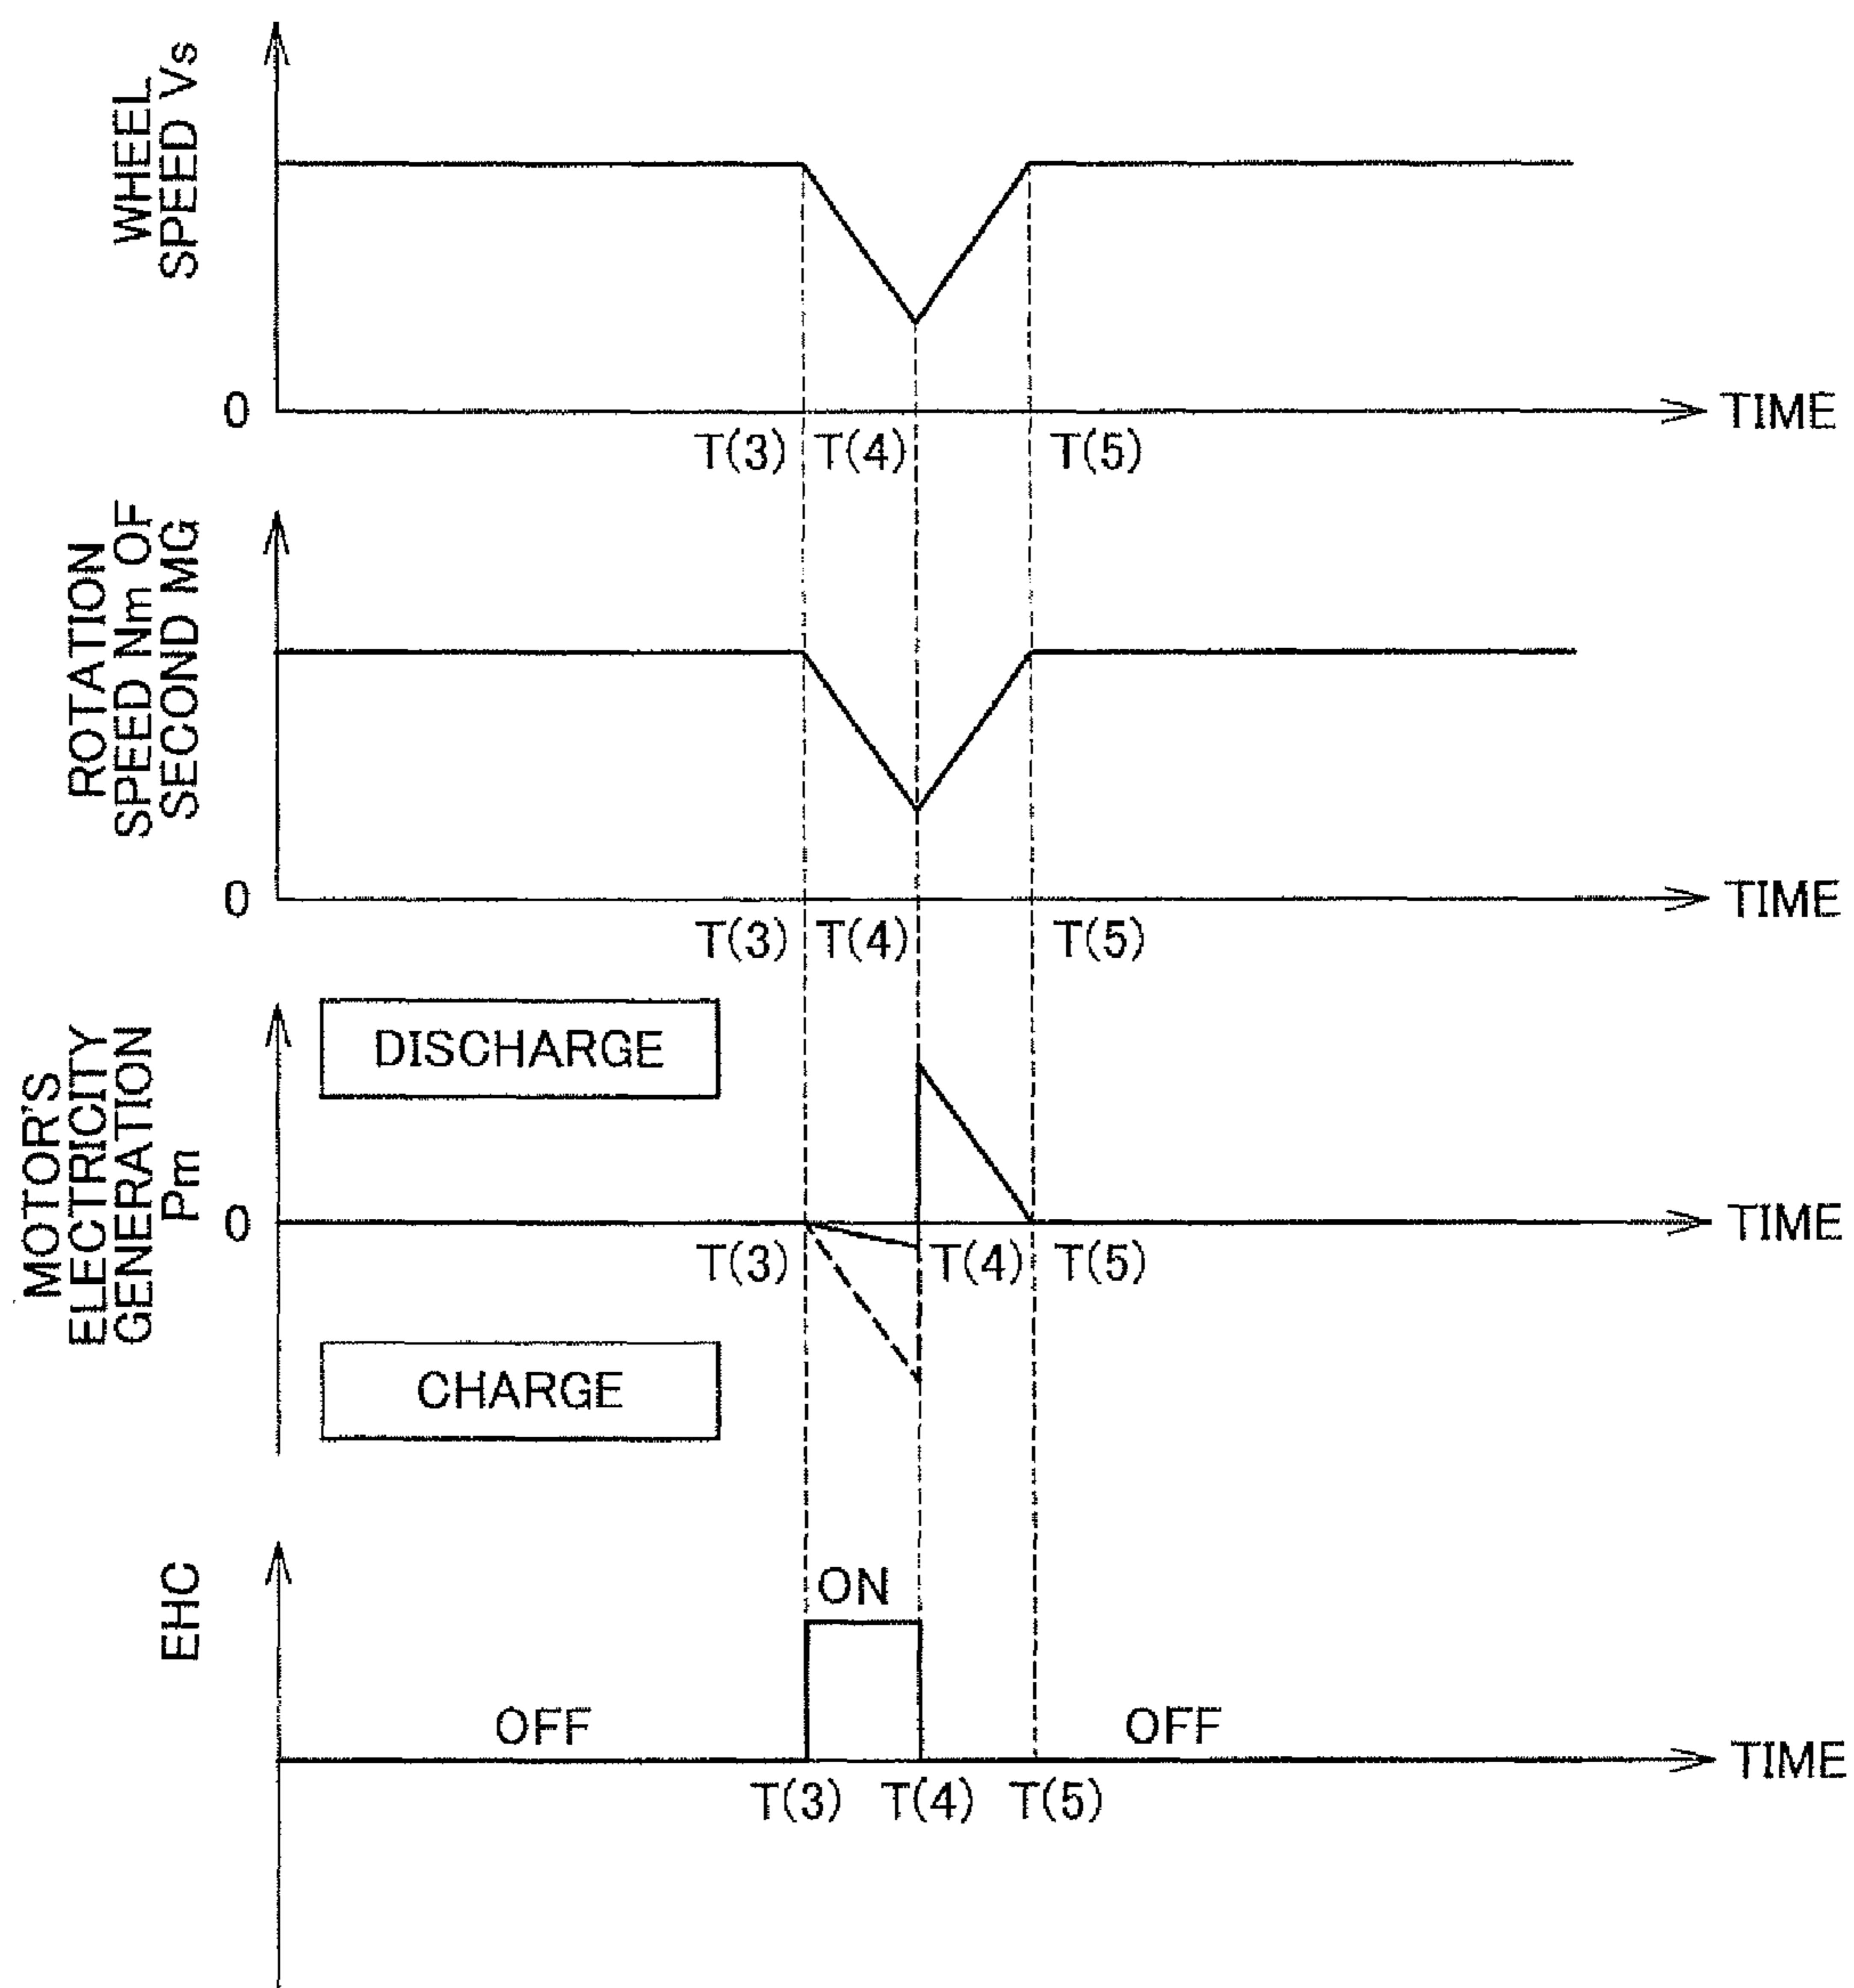 WHEEL
SPEED Vs
0
TIME
T(3)
T(4)
T(5)
ROTATION
SPEED Nm OF
SECOND MG
0
TIME
T(3)
T(4)
T(5)
MOTOR'S
ELECTRICITY
GENERATION
Pm
DISCHARGE
0
TIME
T(3)
T(4)
T(5)
CHARGE
EHC
ON
OFF
OFF
TIME
T(3)
T(4)
T(5)